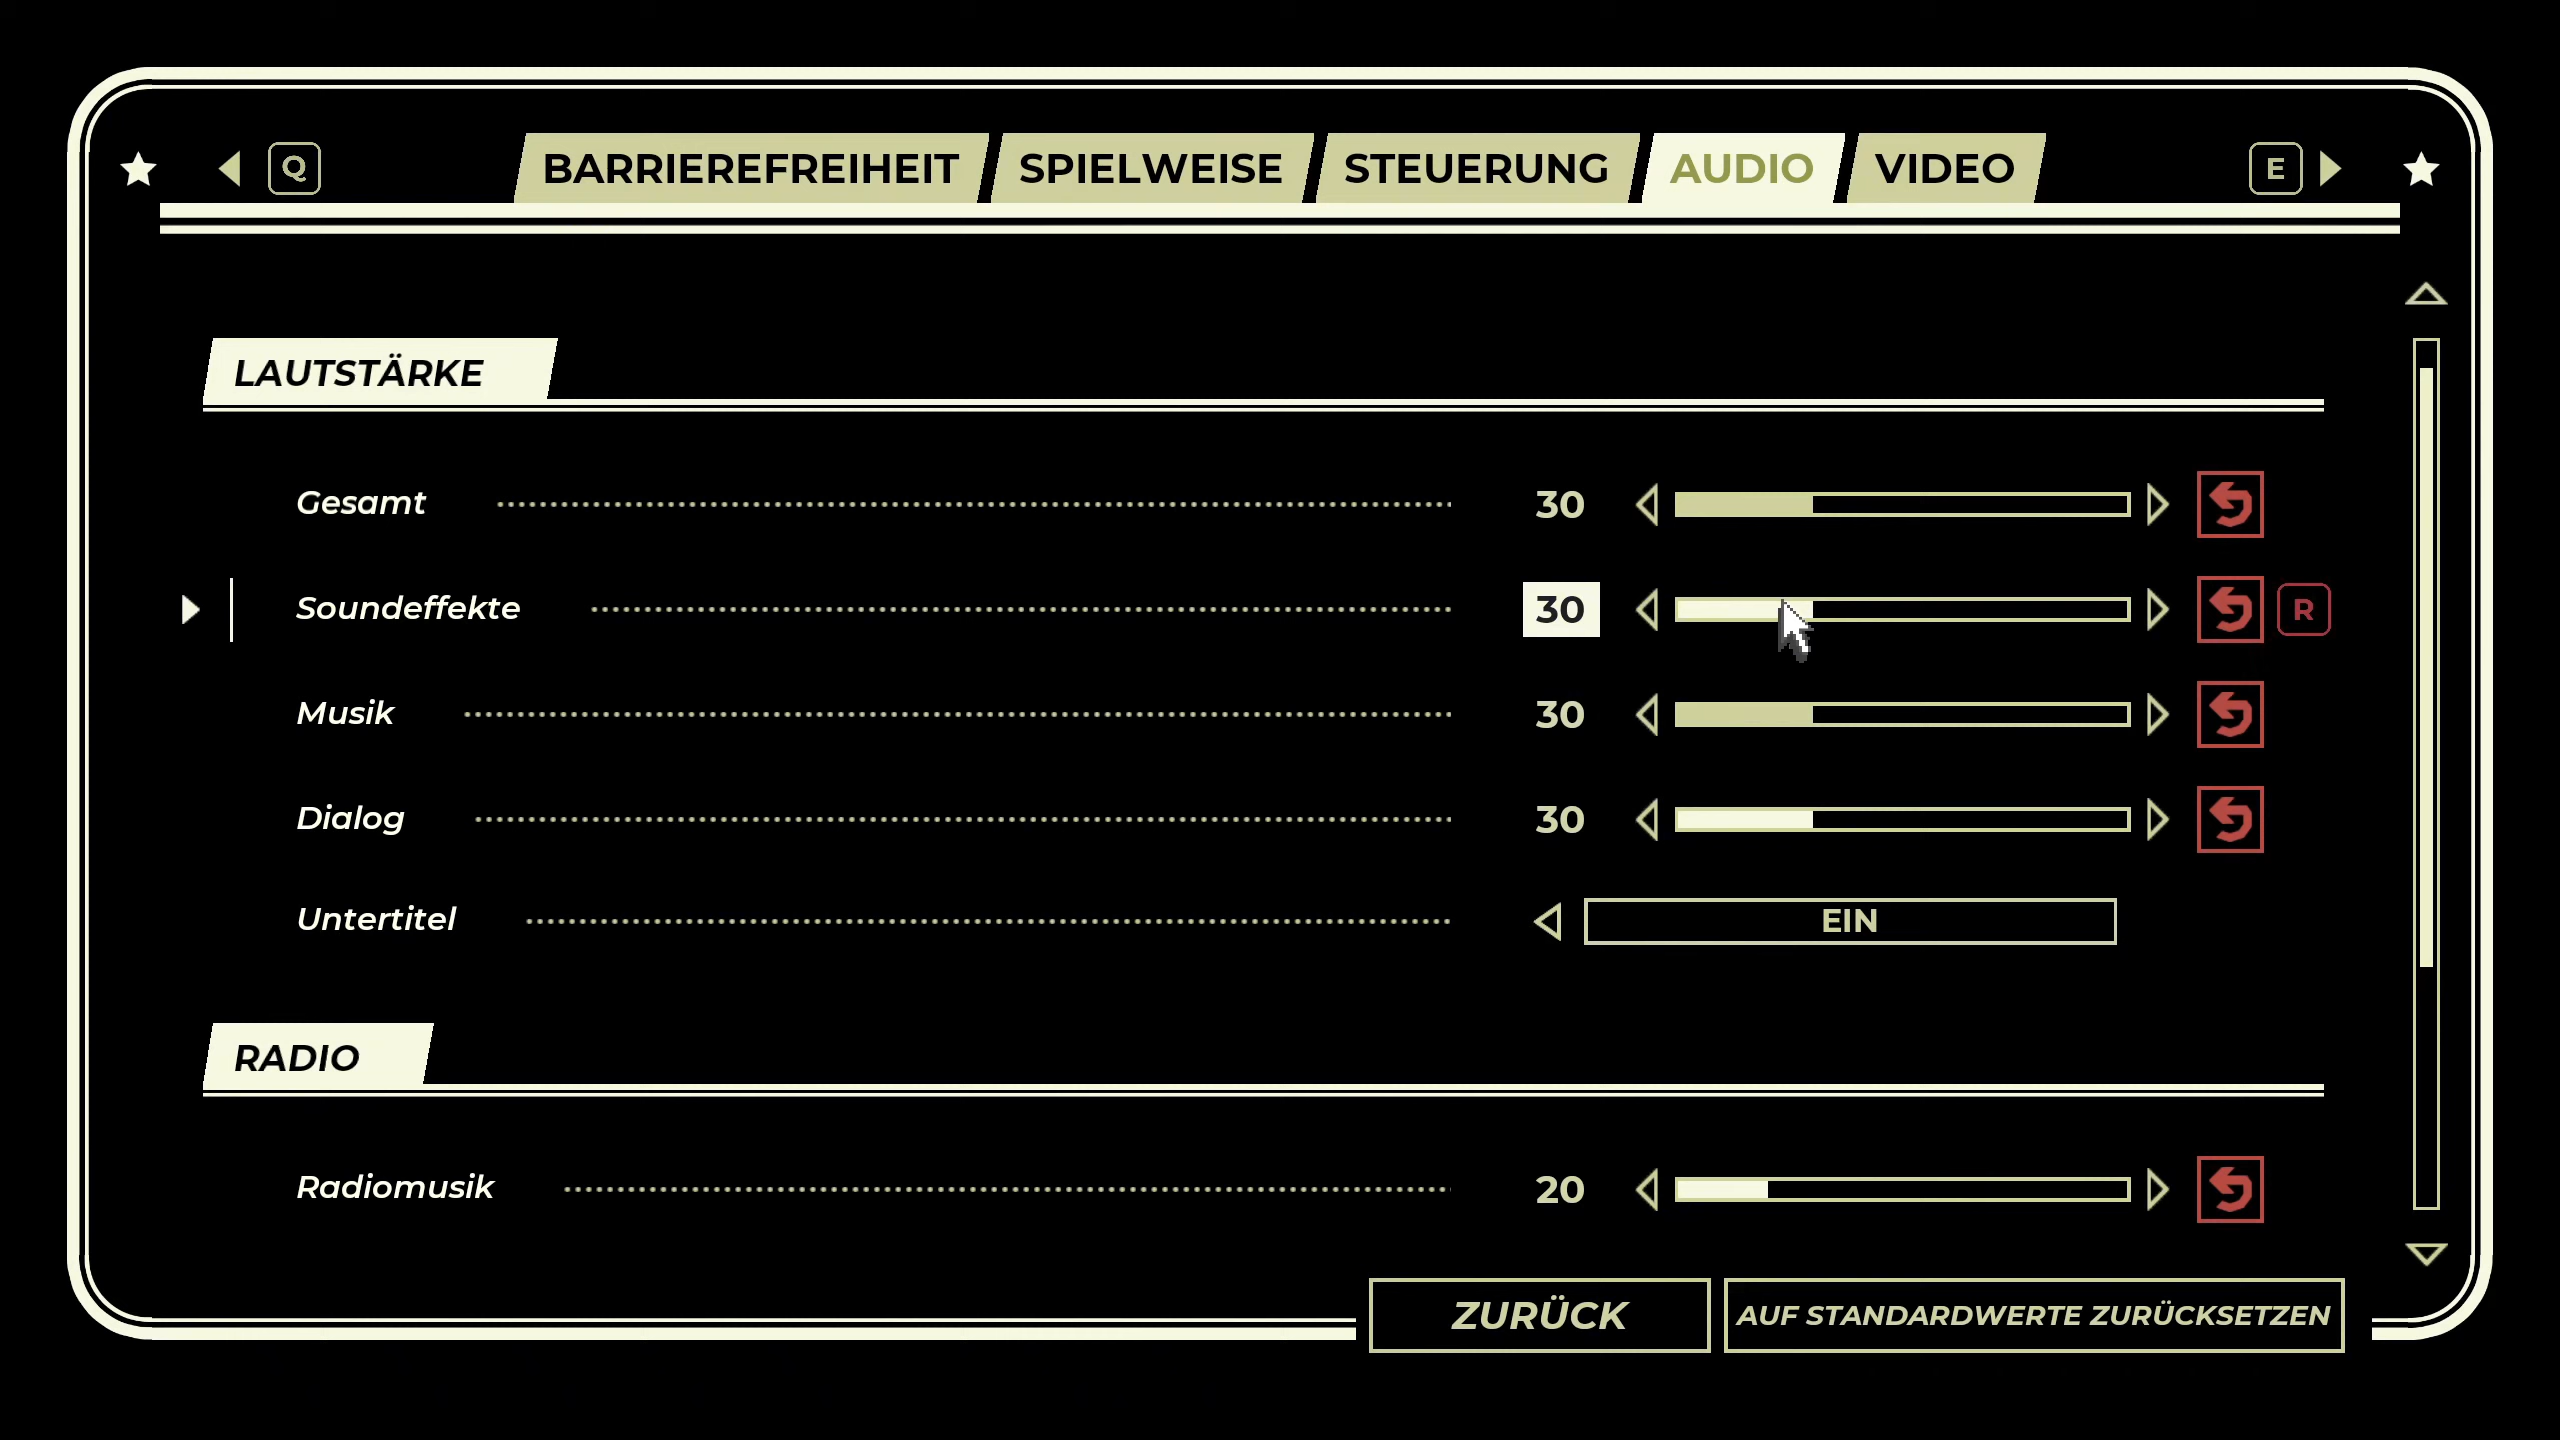 Q BARRIEREFREIHEIT SPIELWEISE STEUERUNG AUDIO VIDEO E
LAUTSTÄRKE
Gesamt 30
Soundeffekte 30 R
Musik 30
Dialog 30
Untertitel EIN
RADIO
Radiomusik 20
ZURÜCK AUF STANDARDWERTE ZURÜCKSETZEN